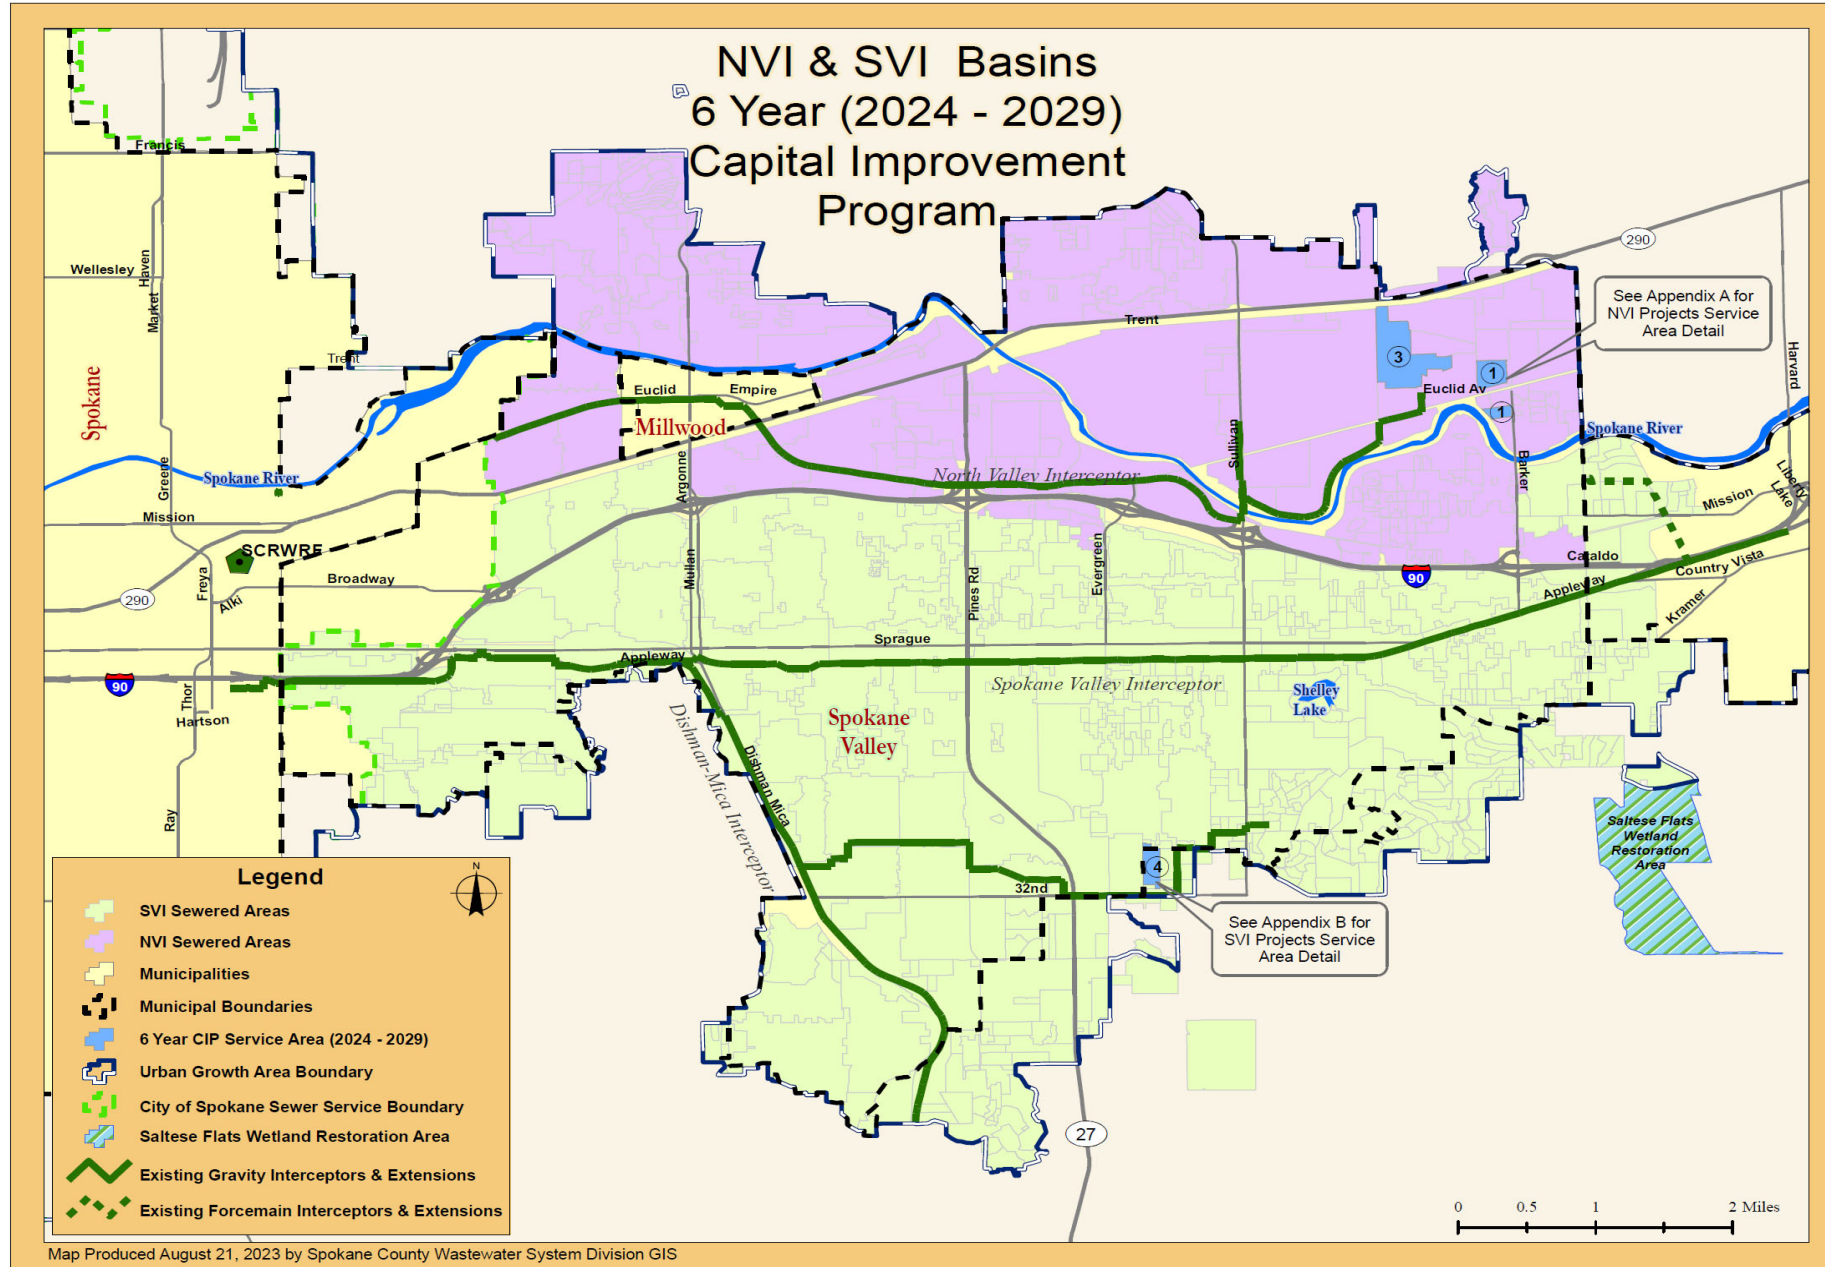 NVI & SVI Basins
6 Year (2024 - 2029)
Capital Improvement
Program
Francis
Wellesley
Haven
Market
290
See Appendix A for
NVI Projects Service
Area Detail
Trent
Trent
3
1
Harvard
Spokane
Euclid
Empire
Euclid Av
1
Millwood
Spokane River
Sullivan
Spokane River
Greene
Argonne
North Valley Interceptor
Barker
Liberty
Lake
Mission
Mission
SCRWRF
Freya
Broadway
Mullan
Pines Rd
Evergreen
Cataldo
Country Vista
90
Appleway
290
Alki
Kramer
Sprague
Appleway
90
Spokane Valley Interceptor
Shelley
Lake
Thor
Hartson
Spokane
Valley
Dishman-Mica Interceptor
Dishman Mica
Ray
Saltese Flats
Wetland
Restoration
Area
4
32nd
See Appendix B for
SVI Projects Service
Area Detail
27
Legend
N
SVI Sewered Areas
NVI Sewered Areas
Municipalities
Municipal Boundaries
6 Year CIP Service Area (2024 - 2029)
Urban Growth Area Boundary
City of Spokane Sewer Service Boundary
Saltese Flats Wetland Restoration Area
Existing Gravity Interceptors & Extensions
Existing Forcemain Interceptors & Extensions
0 0.5 1 2 Miles
Map Produced August 21, 2023 by Spokane County Wastewater System Division GIS